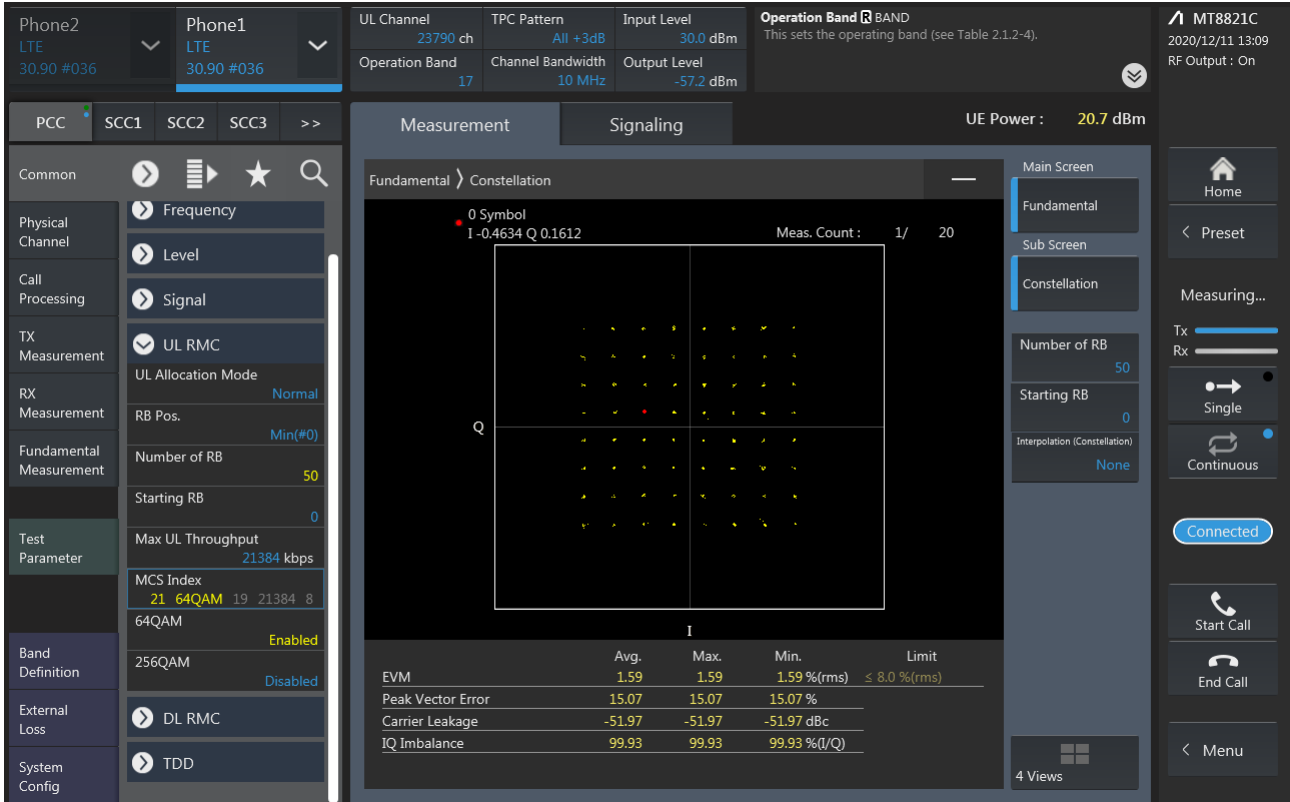 Phone2
LTE
30.90 #036
Phone1
LTE
30.90 #036
UL Channel
23790 ch
TPC Pattern
All +3dB
Input Level
30.0 dBm
Operation Band
17
Channel Bandwidth
10 MHz
Output Level
-57.2 dBm
Operation Band R BAND
This sets the operating band (see Table 2.1.2-4).
MT8821C
2020/12/11 13:09
RF Output : On
PCC
SCC1
SCC2
SCC3
>>
Common
Physical
Channel
Call
Processing
TX
Measurement
RX
Measurement
Fundamental
Measurement
Test
Parameter
Band
Definition
External
Loss
System
Config
Frequency
Level
Signal
UL RMC
UL Allocation Mode
Normal
RB Pos.
Min(#0)
Number of RB
50
Starting RB
0
Max UL Throughput
21384 kbps
MCS Index
21 64QAM 19 21384 8
64QAM
Enabled
256QAM
Disabled
DL RMC
TDD
Measurement
Signaling
UE Power : 20.7 dBm
Fundamental 〉 Constellation
0 Symbol
I -0.4634 Q 0.1612
Meas. Count : 1/ 20
Q
I
Avg. Max. Min. Limit
EVM 1.59 1.59 1.59 %(rms) ≤ 8.0 %(rms)
Peak Vector Error 15.07 15.07 15.07 %
Carrier Leakage -51.97 -51.97 -51.97 dBc
IQ Imbalance 99.93 99.93 99.93 %(I/Q)
Main Screen
Fundamental
Sub Screen
Constellation
Number of RB
50
Starting RB
0
Interpolation (Constellation)
None
4 Views
Home
< Preset
Measuring...
Tx
Rx
Single
Continuous
Connected
Start Call
End Call
< Menu